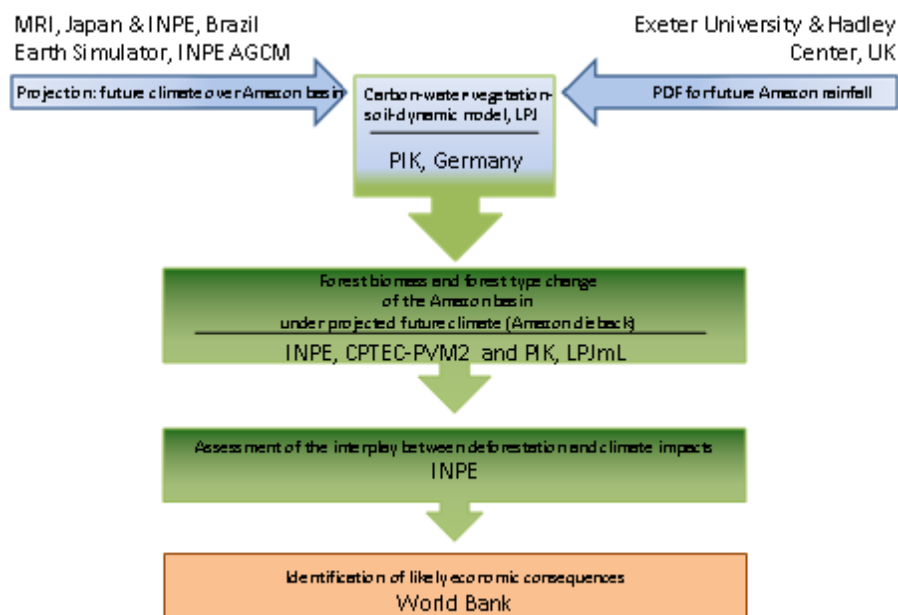 MRI, Japan & INPE, Brazil
Earth Simulator, INPE AGCM
Projection: future climate over Amazon basin
Exeter University & Hadley
Center, UK
PDF for future Amazon rainfall
Carbon-water vegetation-
soil-dynamic model, LPJ
PIK, Germany
Forest biomass and forest type change
of the Amazon basin
under projected future climate (Amazon dieback)
INPE, CPTEC-PVM2 and PIK, LPJmL
Assessment of the interplay between deforestation and climate impacts
INPE
Identification of likely economic consequences
World Bank